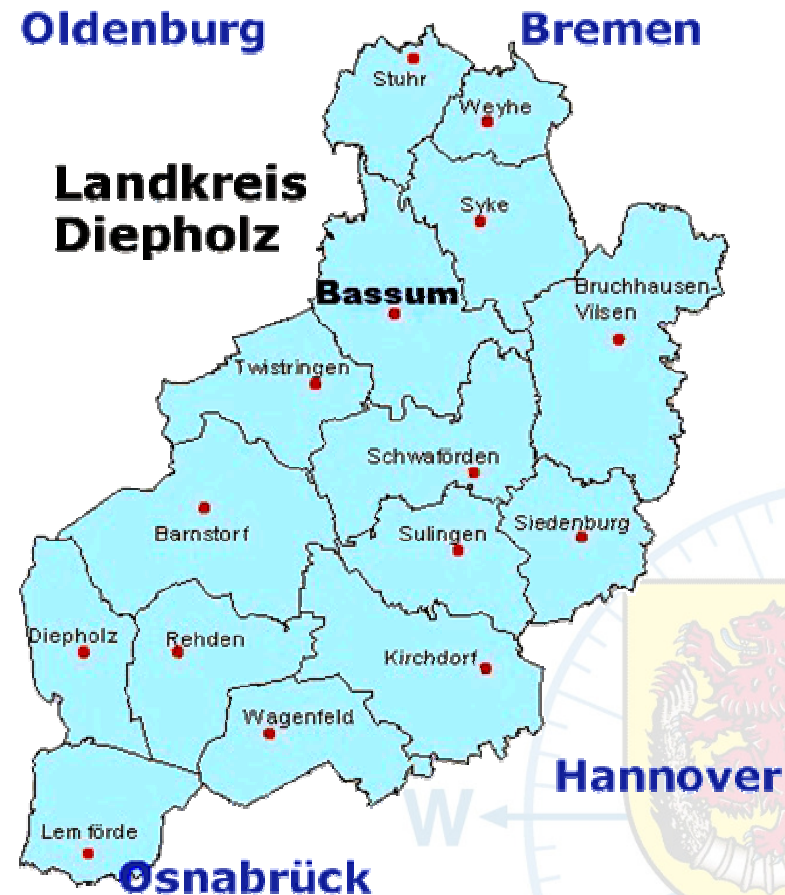 Oldenburg
Bremen
Stuhr
Weyhe
Landkreis
Diepholz
Syke
Bassum
Bruchhausen-
Vilsen
Twistringen
Schwaförden
Barnstorf
Sulingen
Siedenburg
Diepholz
Rehden
Kirchdorf
Wagenfeld
Hannover
W
Lemförde
Osnabrück